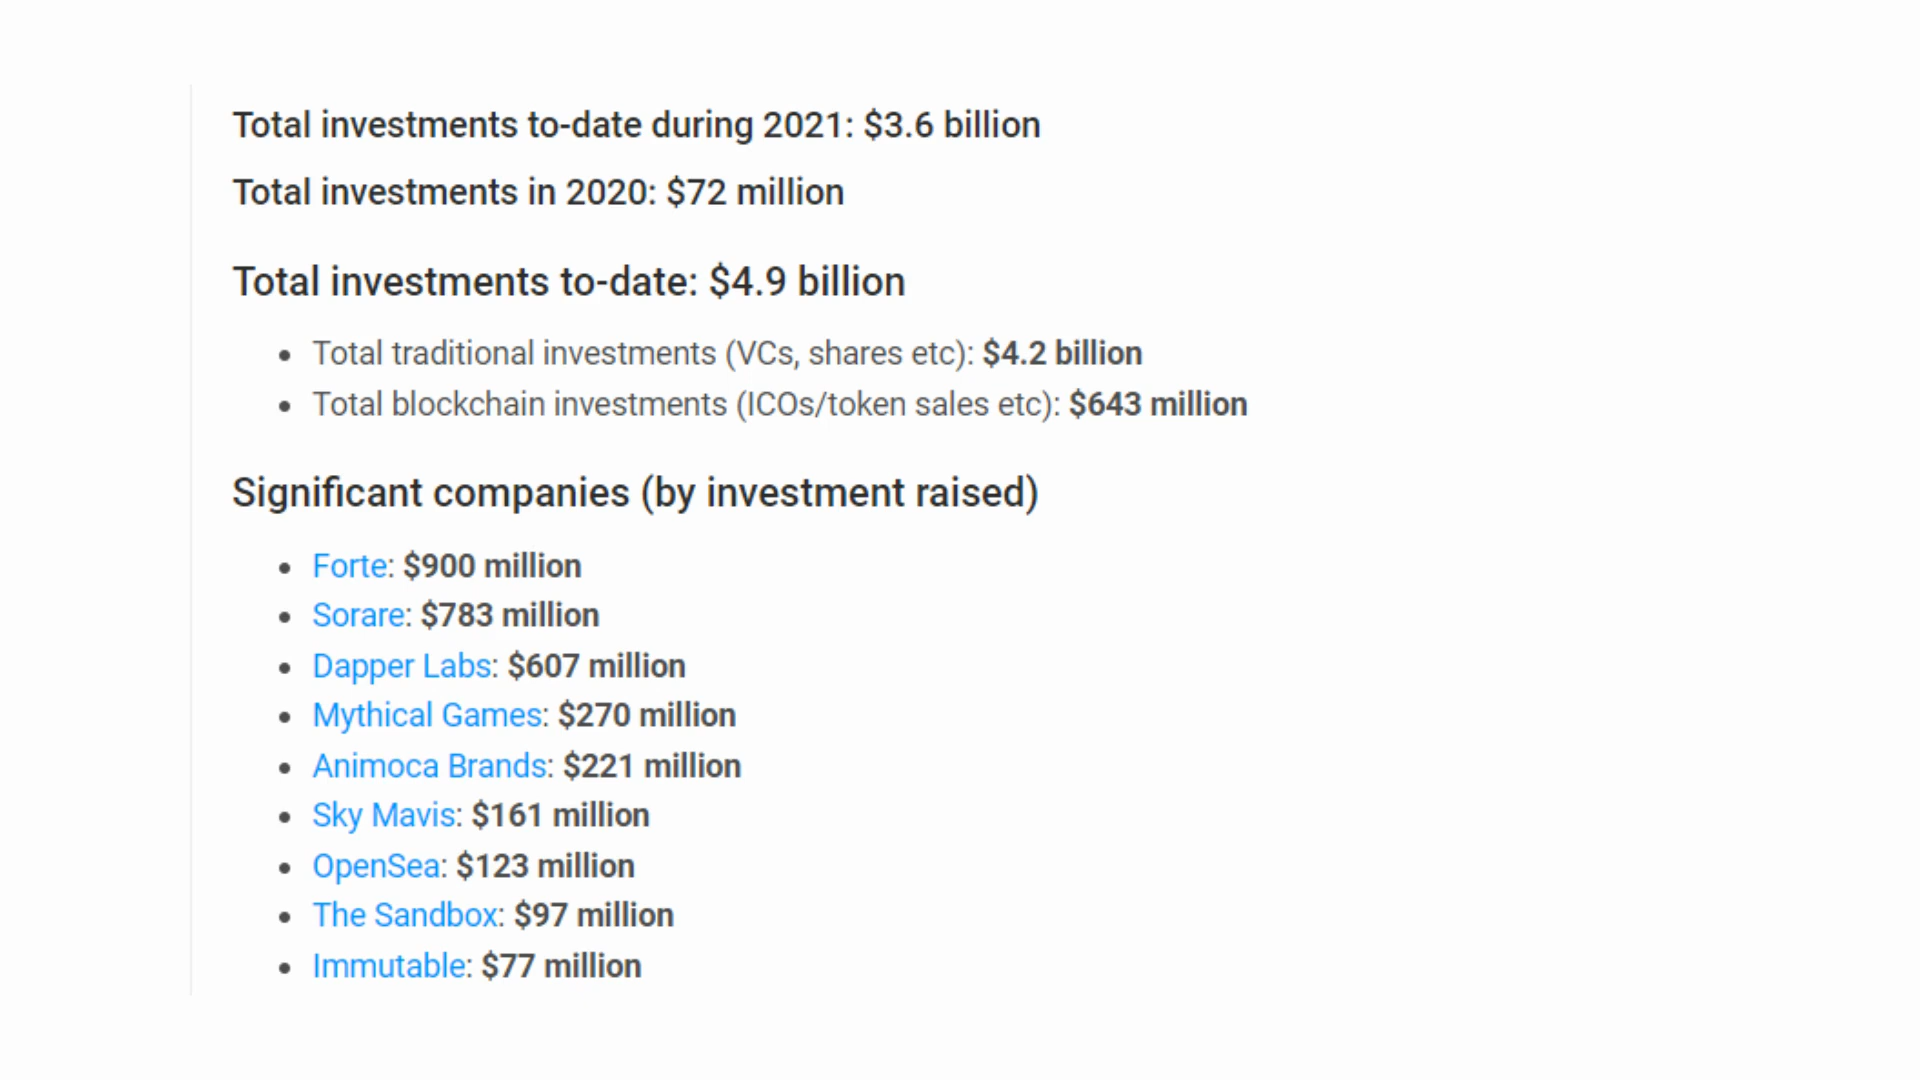 Total investments to-date during 2021: $3.6 billion
Total investments in 2020: $72 million
Total investments to-date: $4.9 billion
• Total traditional investments (VCs, shares etc): $4.2 billion
• Total blockchain investments (ICOs/token sales etc): $643 million
Significant companies (by investment raised)
• Forte: $900 million
• Sorare: $783 million
• Dapper Labs: $607 million
• Mythical Games: $270 million
• Animoca Brands: $221 million
• Sky Mavis: $161 million
• OpenSea: $123 million
• The Sandbox: $97 million
• Immutable: $77 million